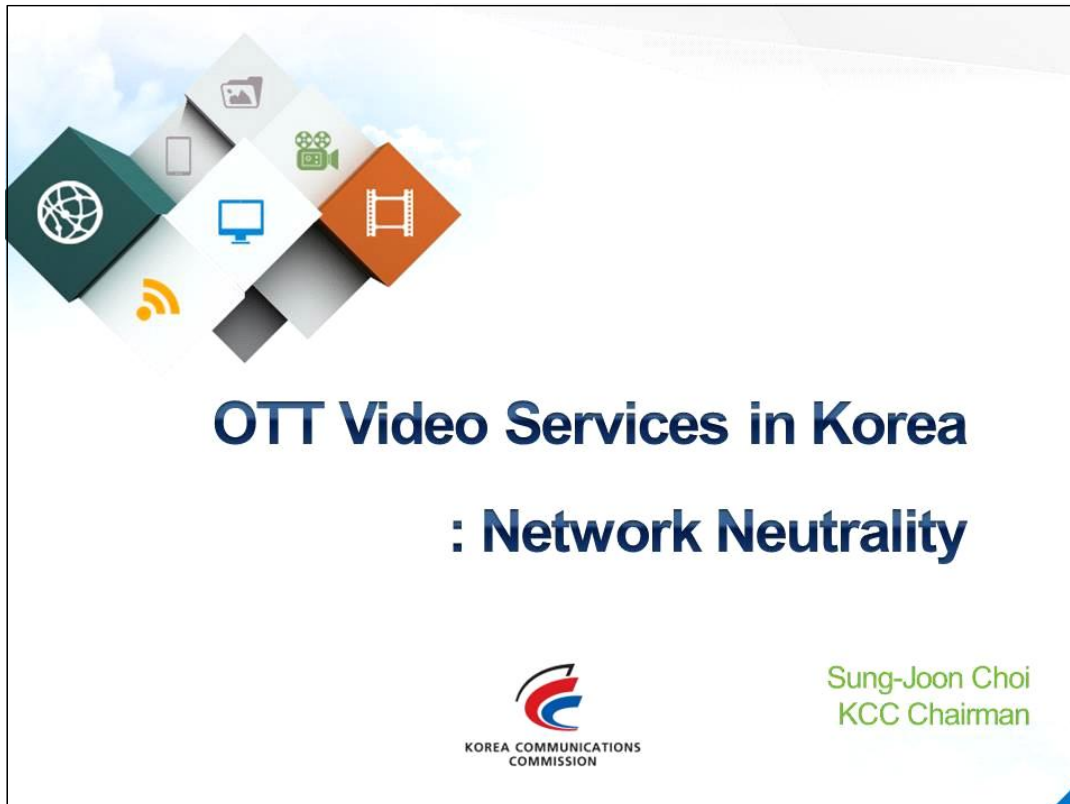 OTT Video Services in Korea
: Network Neutrality
Sung-Joon Choi
KCC Chairman
KOREA COMMUNICATIONS
COMMISSION